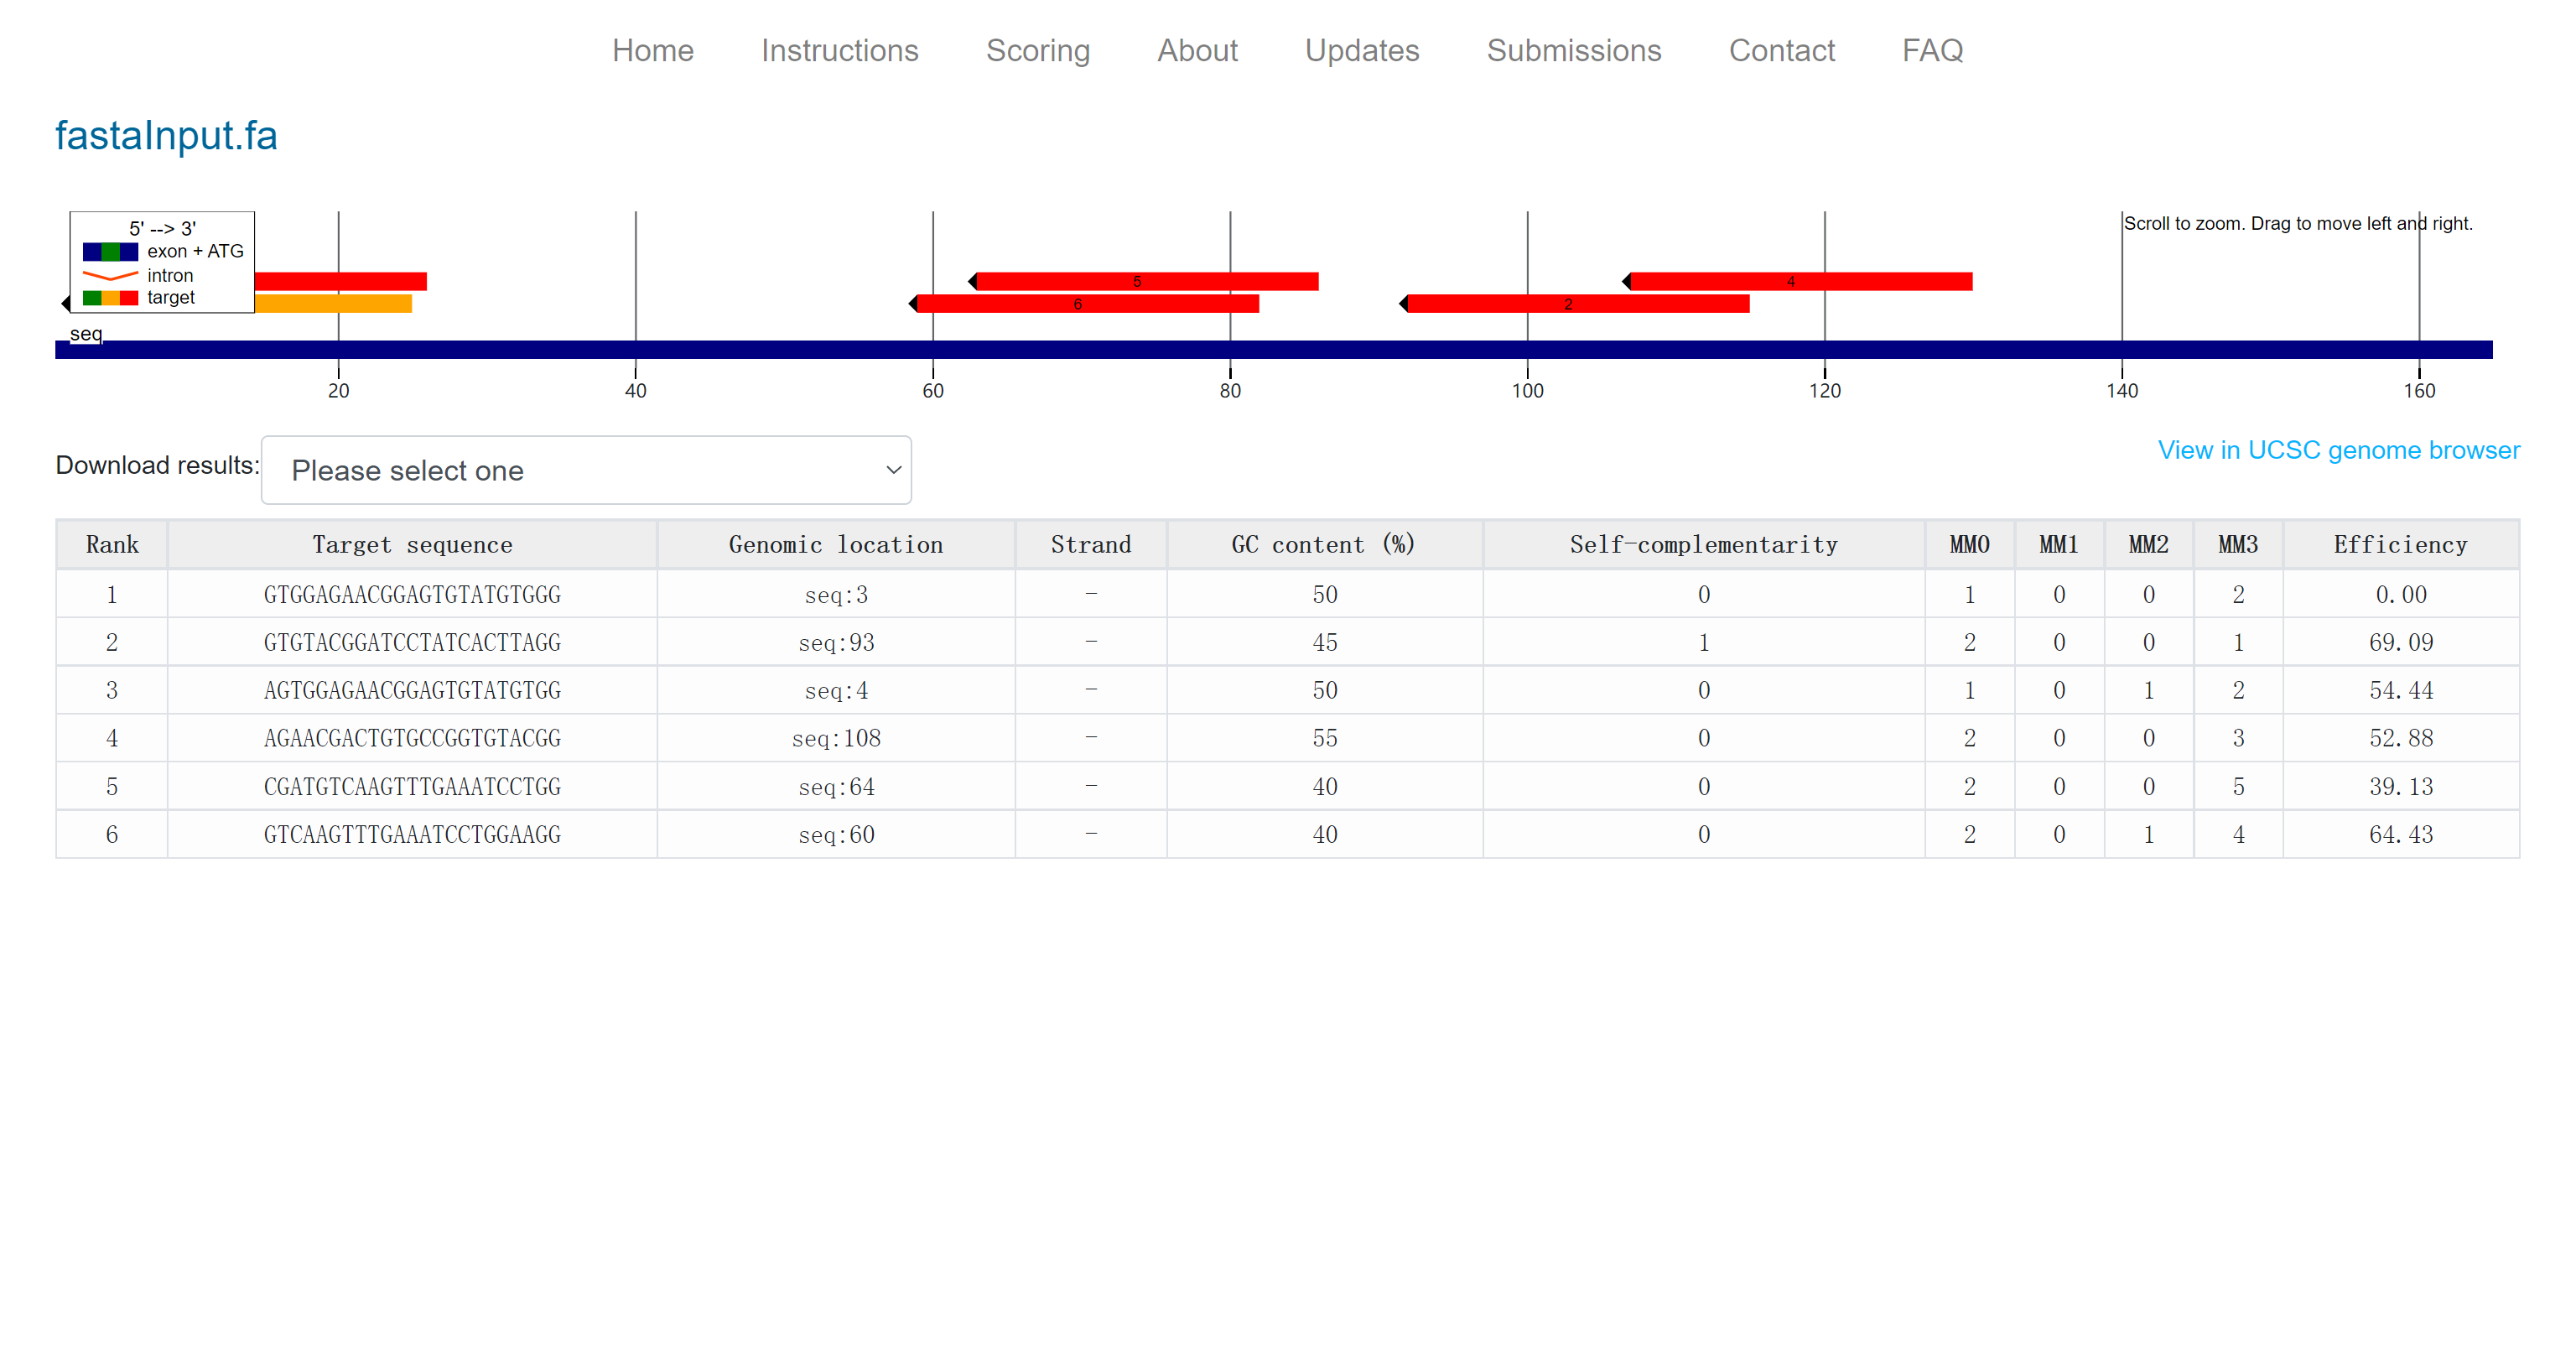 Home Instructions Scoring About Updates Submissions Contact FAQ
fastaInput.fa
5' --> 3'
exon + ATG
intron
target
Scroll to zoom. Drag to move left and right.
5
4
6
2
seq
20 40 60 80 100 120 140 160
Download results: Please select one
View in UCSC genome browser
Rank Target sequence Genomic location Strand GC content (%) Self-complementarity MM0 MM1 MM2 MM3 Efficiency
1 GTGGAGAACGGAGTGTATGTGGG seq:3 - 50 0 1 0 0 2 0.00
2 GTGTACGGATCCTATCACTTAGG seq:93 - 45 1 2 0 0 1 69.09
3 AGTGGAGAACGGAGTGTATGTGG seq:4 - 50 0 1 0 1 2 54.44
4 AGAACGACTGTGCCGGTGTACGG seq:108 - 55 0 2 0 0 3 52.88
5 CGATGTCAAGTTTGAAATCCTGG seq:64 - 40 0 2 0 0 5 39.13
6 GTCAAGTTTGAAATCCTGGAAGG seq:60 - 40 0 2 0 1 4 64.43